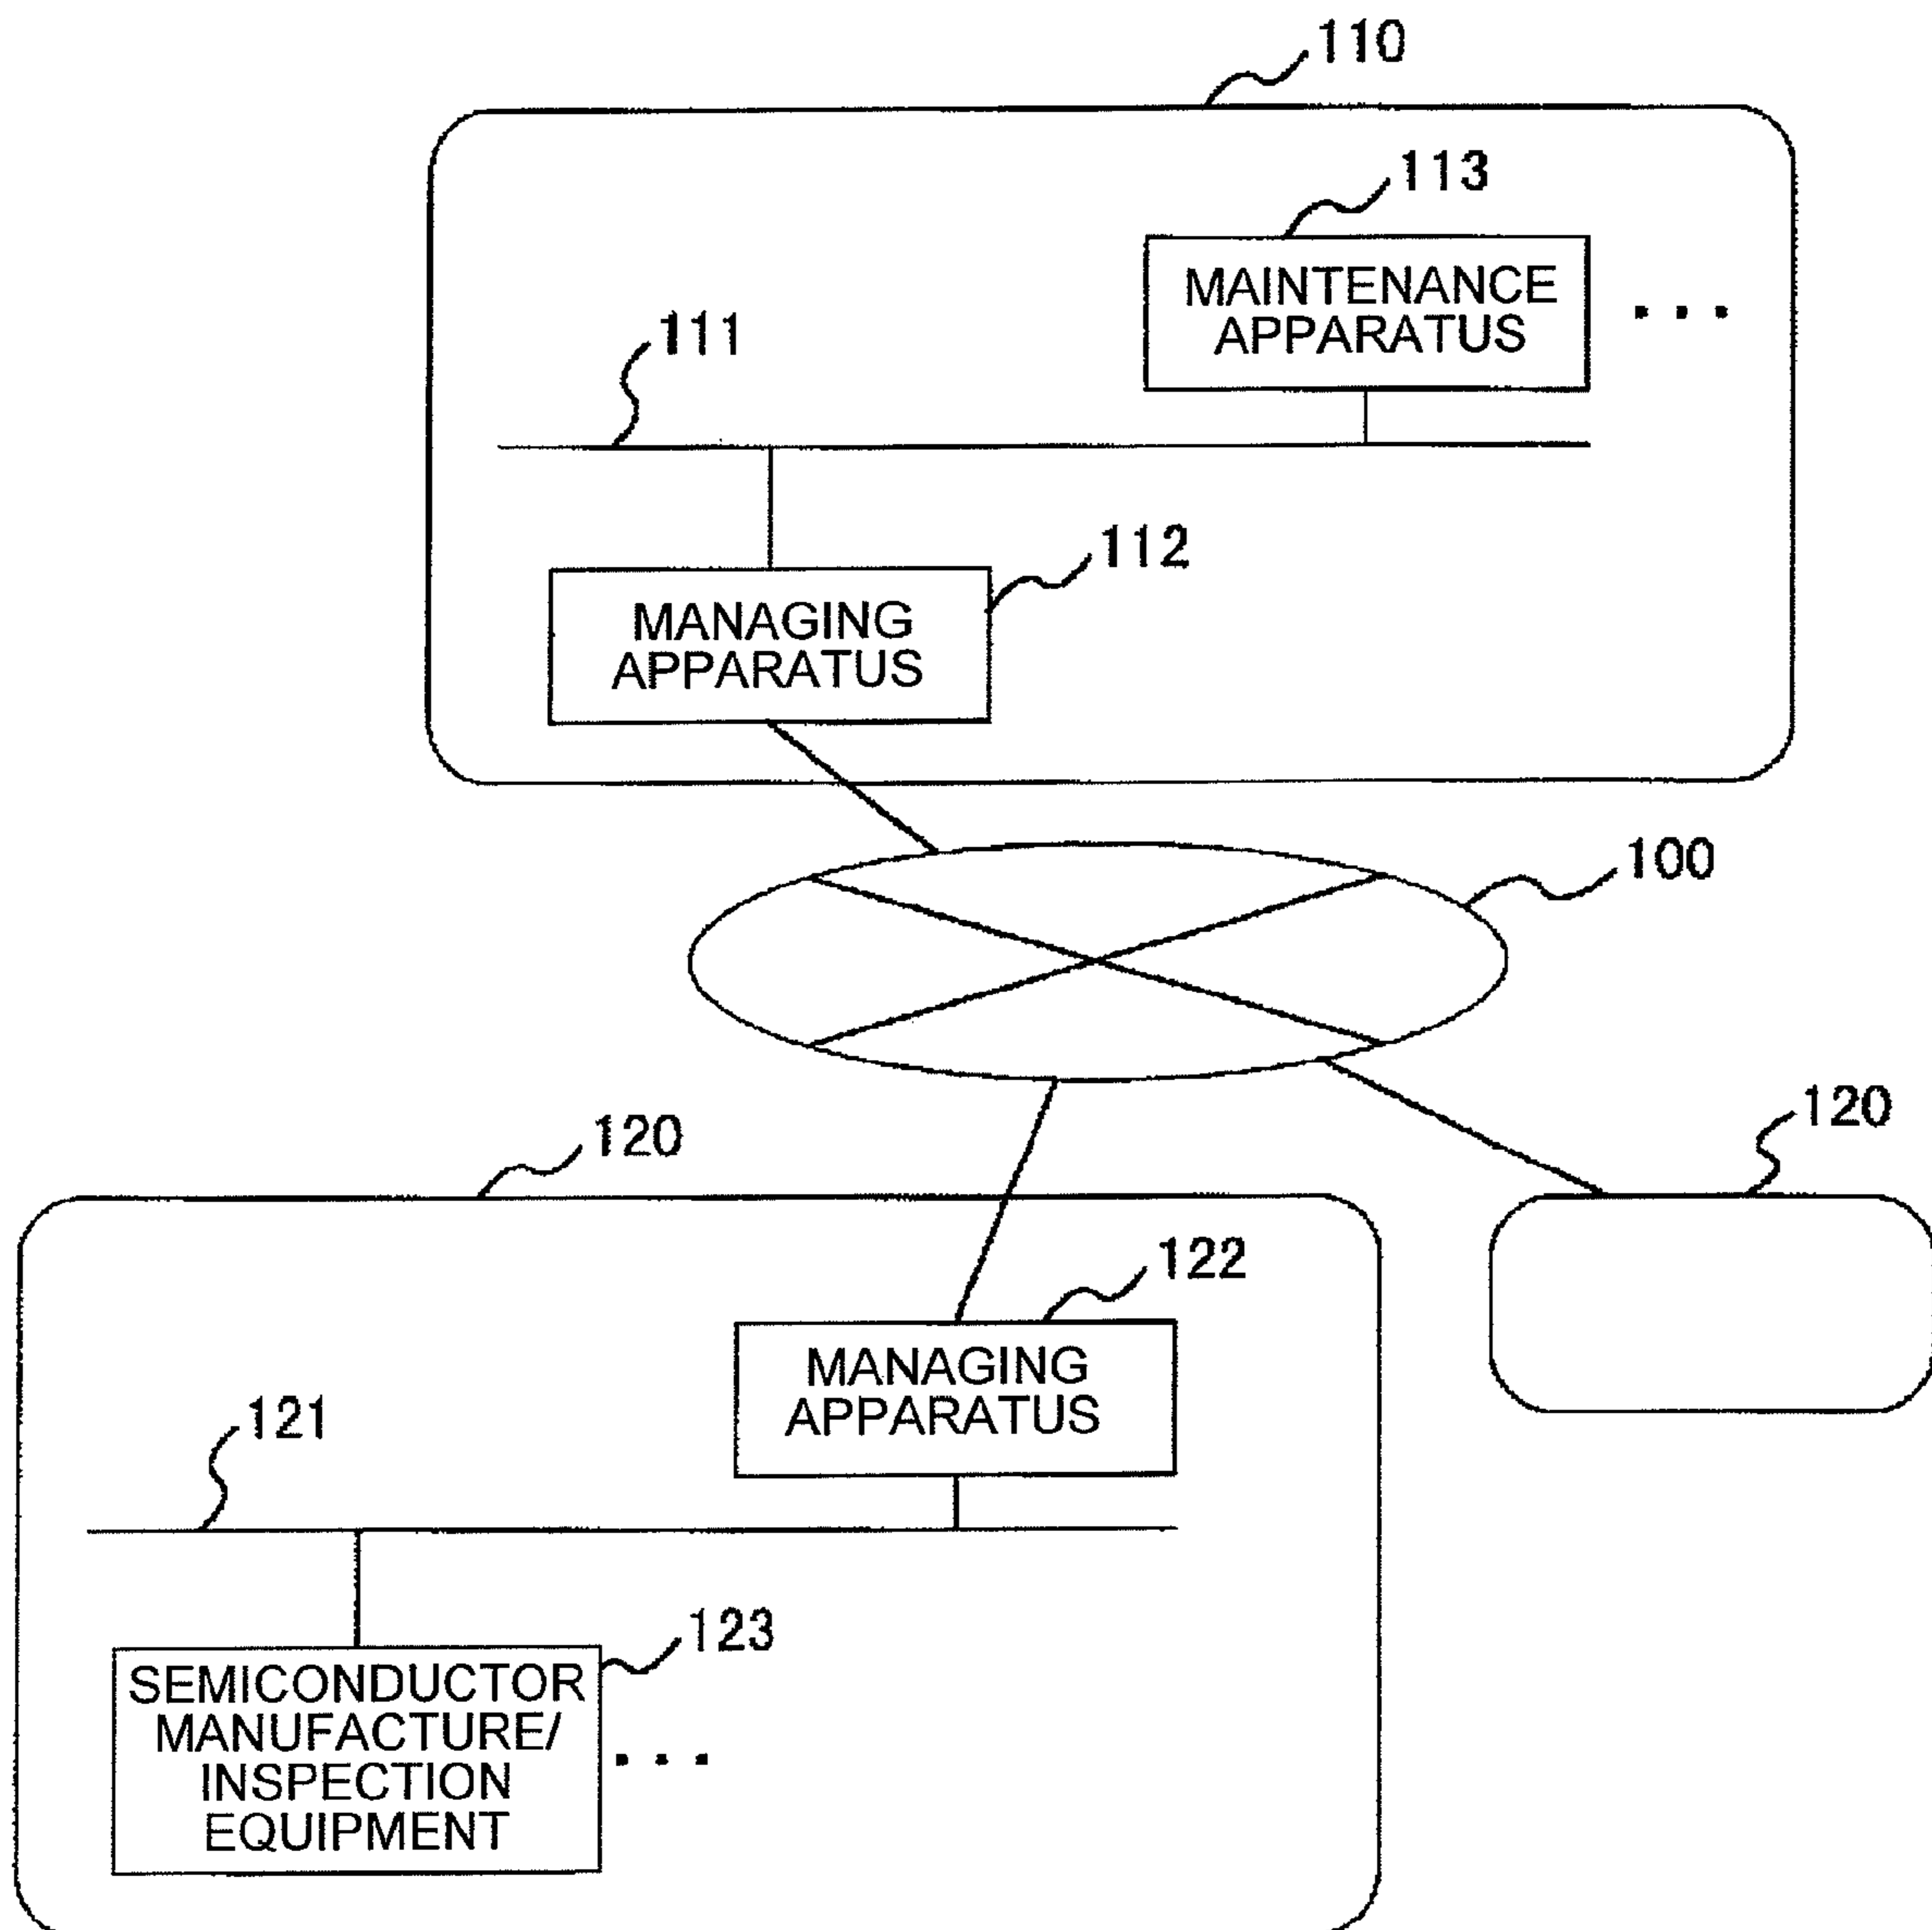 110
113
MAINTENANCE
APPARATUS
...
111
112
MANAGING
APPARATUS
100
120
120
122
MANAGING
APPARATUS
121
123
SEMICONDUCTOR
MANUFACTURE/
INSPECTION
EQUIPMENT
...